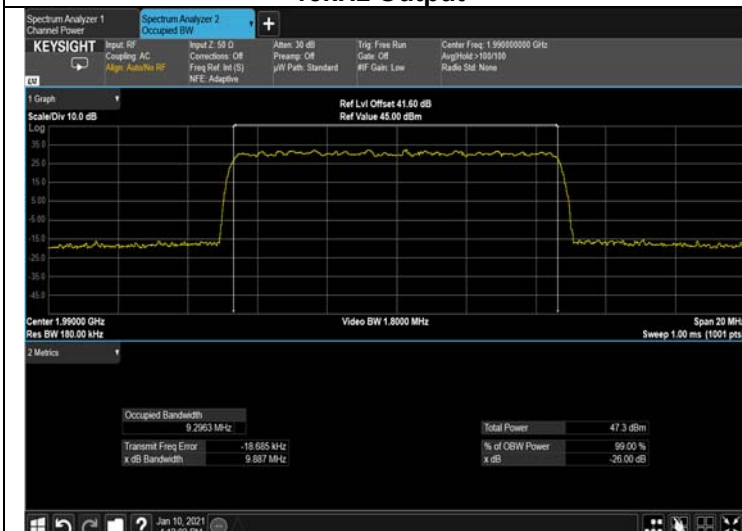 Spectrum Analyzer 1
Channel Power
Spectrum Analyzer 2
Occupied BW
+
KEYSIGHT
Input: RF
Coupling: AC
Align: Auto/No RF
Input Z: 50 Ω
Corrections: Off
Freq Ref: Int (S)
NFE: Adaptive
Atten: 30 dB
Preamp: Off
µW Path: Standard
Trig: Free Run
Gate: Off
#IF Gain: Low
Center Freq: 1.990000000 GHz
Avg|Hold:>100/100
Radio Std: None
1 Graph
Scale/Div 10.0 dB
Ref Lvl Offset 41.60 dB
Ref Value 45.00 dBm
Log
35.0
25.0
15.0
5.00
-5.00
-15.0
-25.0
-35.0
-45.0
Center 1.99000 GHz
Res BW 180.00 kHz
Video BW 1.8000 MHz
Span 20 MHz
Sweep 1.00 ms (1001 pts
2 Metrics
Occupied Bandwidth
9.2963 MHz
Total Power 47.3 dBm
Transmit Freq Error -18.685 kHz
% of OBW Power 99.00 %
x dB Bandwidth 9.887 MHz
x dB -26.00 dB
?
Jan 10, 2021